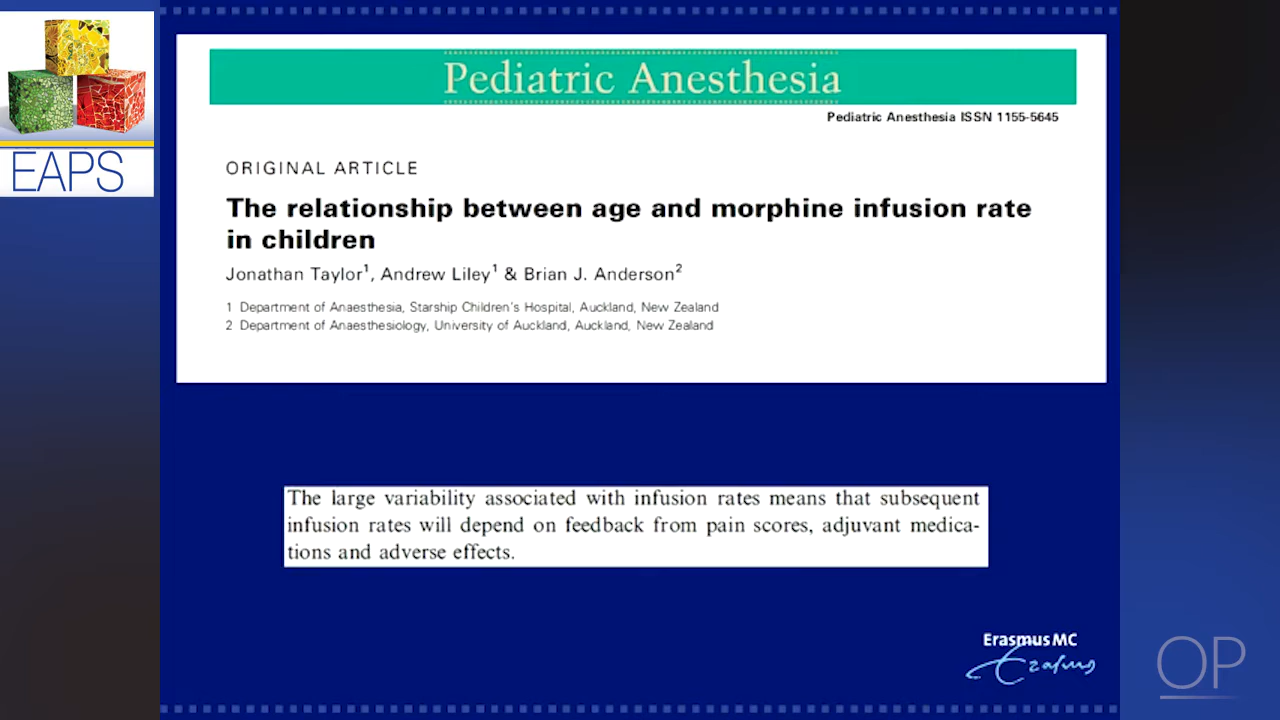 EAPS
Pediatric Anesthesia
Pediatric Anesthesia ISSN 1155-5645
ORIGINAL ARTICLE
The relationship between age and morphine infusion rate
in children
Jonathan Taylor1, Andrew Liley1 & Brian J. Anderson2
1 Department of Anaesthesia, Starship Children's Hospital, Auckland, New Zealand
2 Department of Anaesthesiology, University of Auckland, Auckland, New Zealand
The large variability associated with infusion rates means that subsequent
infusion rates will depend on feedback from pain scores, adjuvant medica-
tions and adverse effects.
Erasmus MC
Erasmus
OP